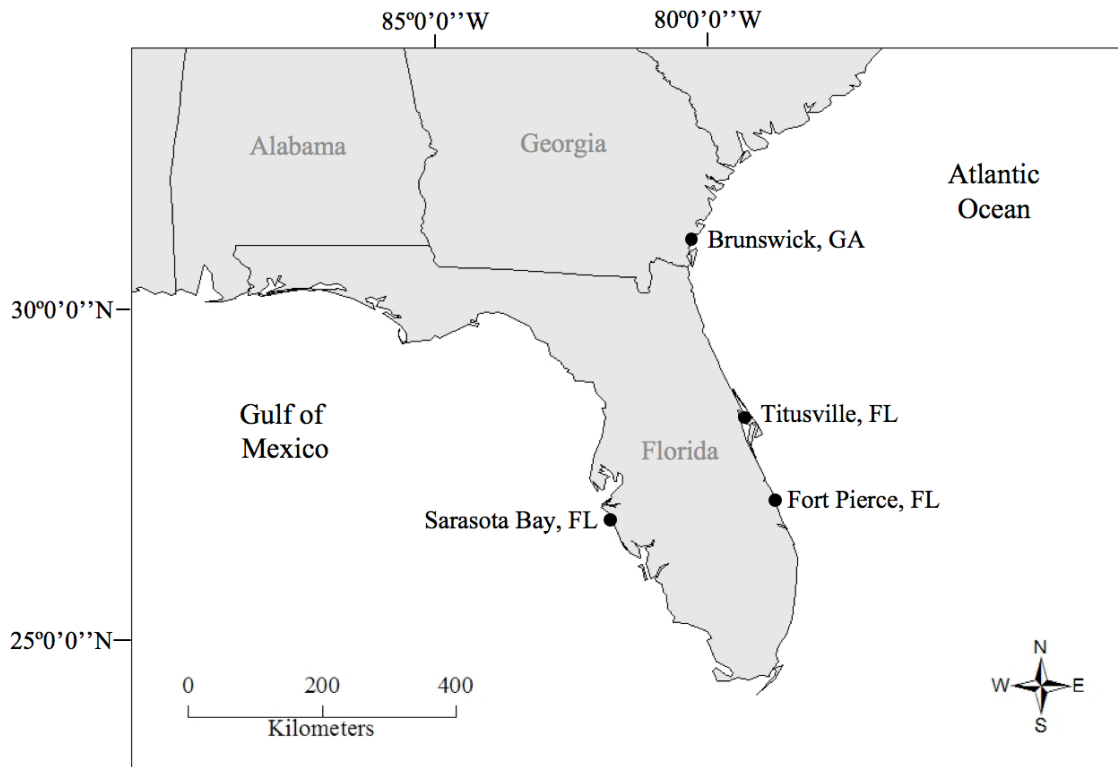 85º0’0’’W
80º0’0’’W
Alabama
Georgia
Atlantic
Ocean
Brunswick, GA
30º0’0’’N
Gulf of
Mexico
Titusville, FL
Florida
Fort Pierce, FL
Sarasota Bay, FL
25º0’0’’N
0 200 400
Kilometers
N
W E
S